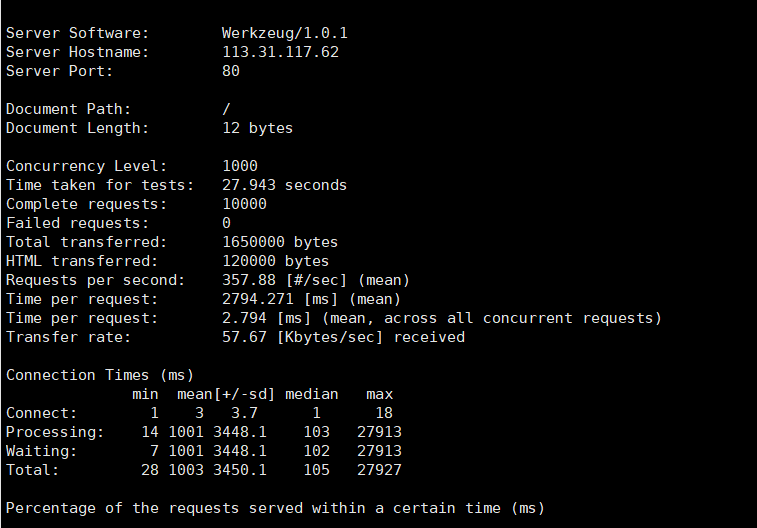 Server Software: Werkzeug/1.0.1
Server Hostname: 113.31.117.62
Server Port: 80
Document Path: /
Document Length: 12 bytes
Concurrency Level: 1000
Time taken for tests: 27.943 seconds
Complete requests: 10000
Failed requests: 0
Total transferred: 1650000 bytes
HTML transferred: 120000 bytes
Requests per second: 357.88 [#/sec] (mean)
Time per request: 2794.271 [ms] (mean)
Time per request: 2.794 [ms] (mean, across all concurrent requests)
Transfer rate: 57.67 [Kbytes/sec] received
Connection Times (ms)
min mean[+/-sd] median max
Connect: 1 3 3.7 1 18
Processing: 14 1001 3448.1 103 27913
Waiting: 7 1001 3448.1 102 27913
Total: 28 1003 3450.1 105 27927
Percentage of the requests served within a certain time (ms)